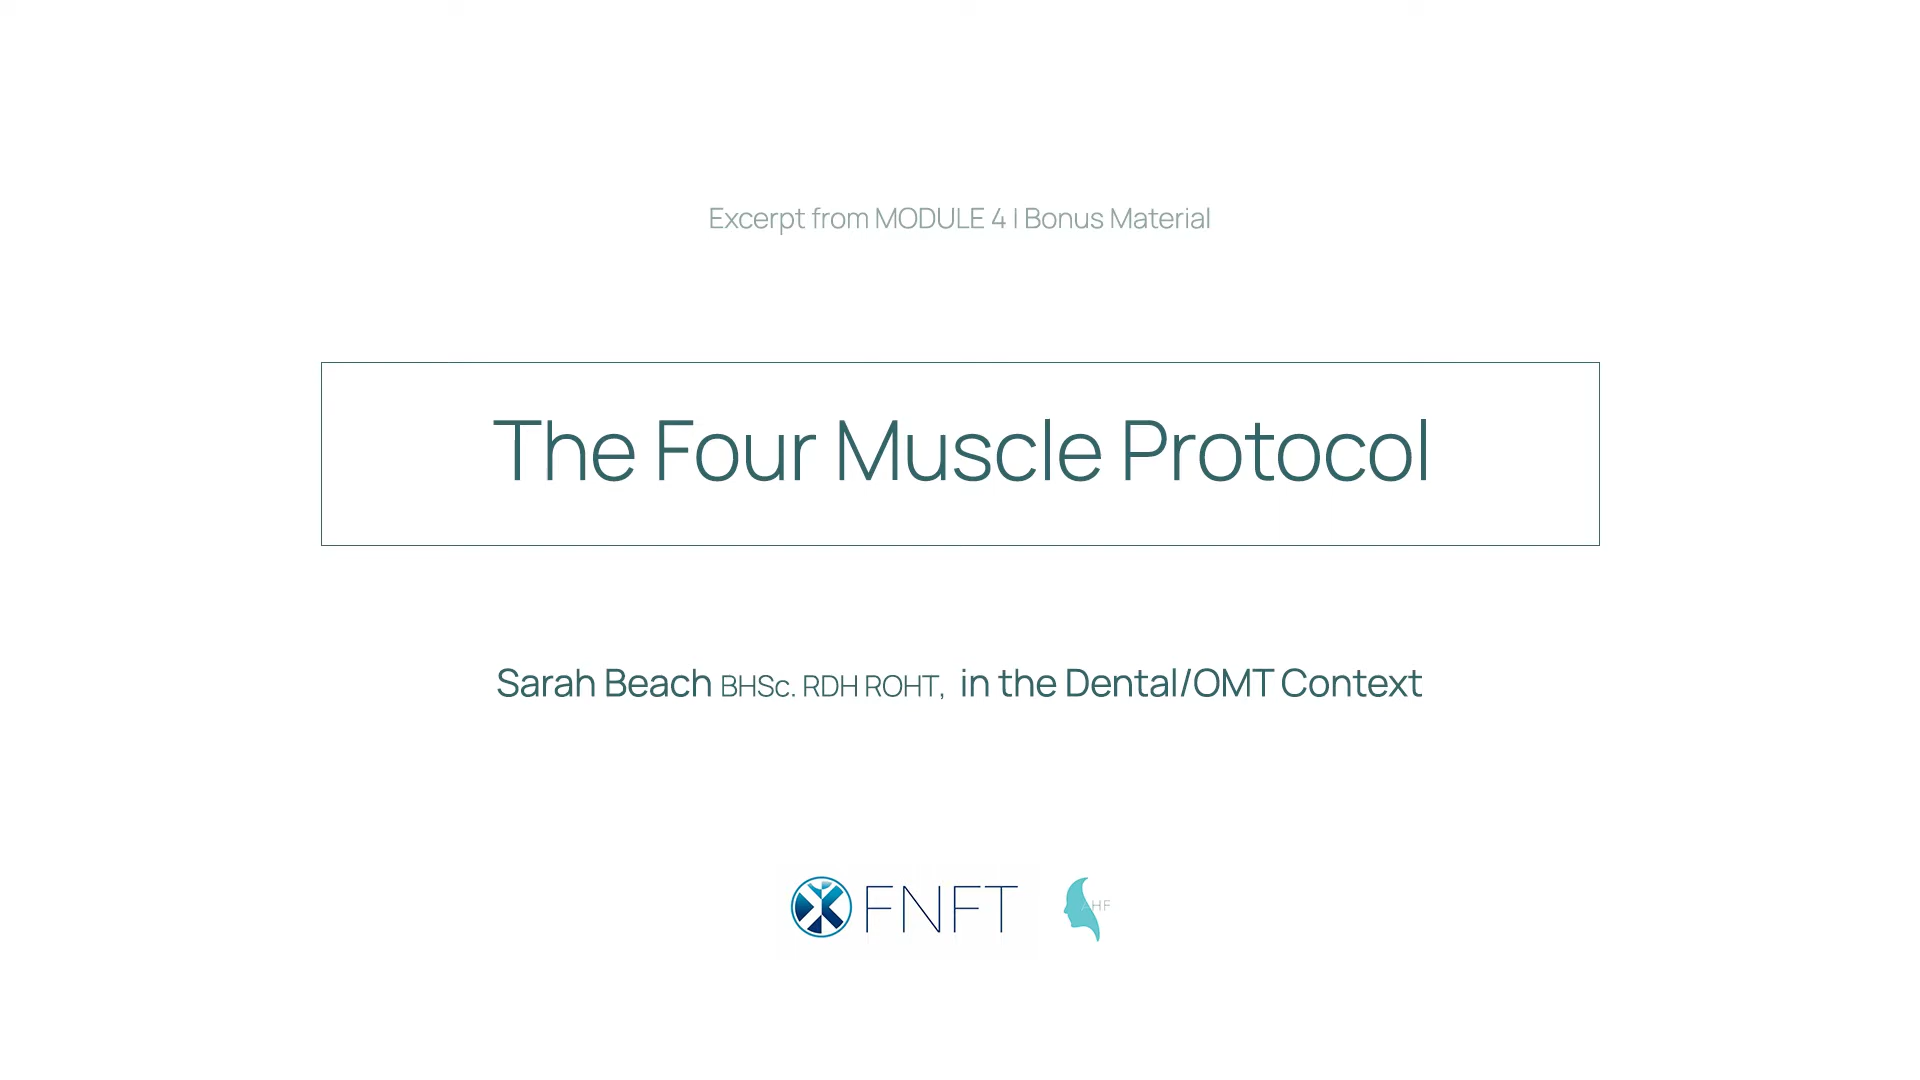 Excerpt from MODULE 4 | Bonus Material
The Four Muscle Protocol
Sarah Beach BHSc. RDH ROHT, in the Dental/OMT Context
FNFT
AHF